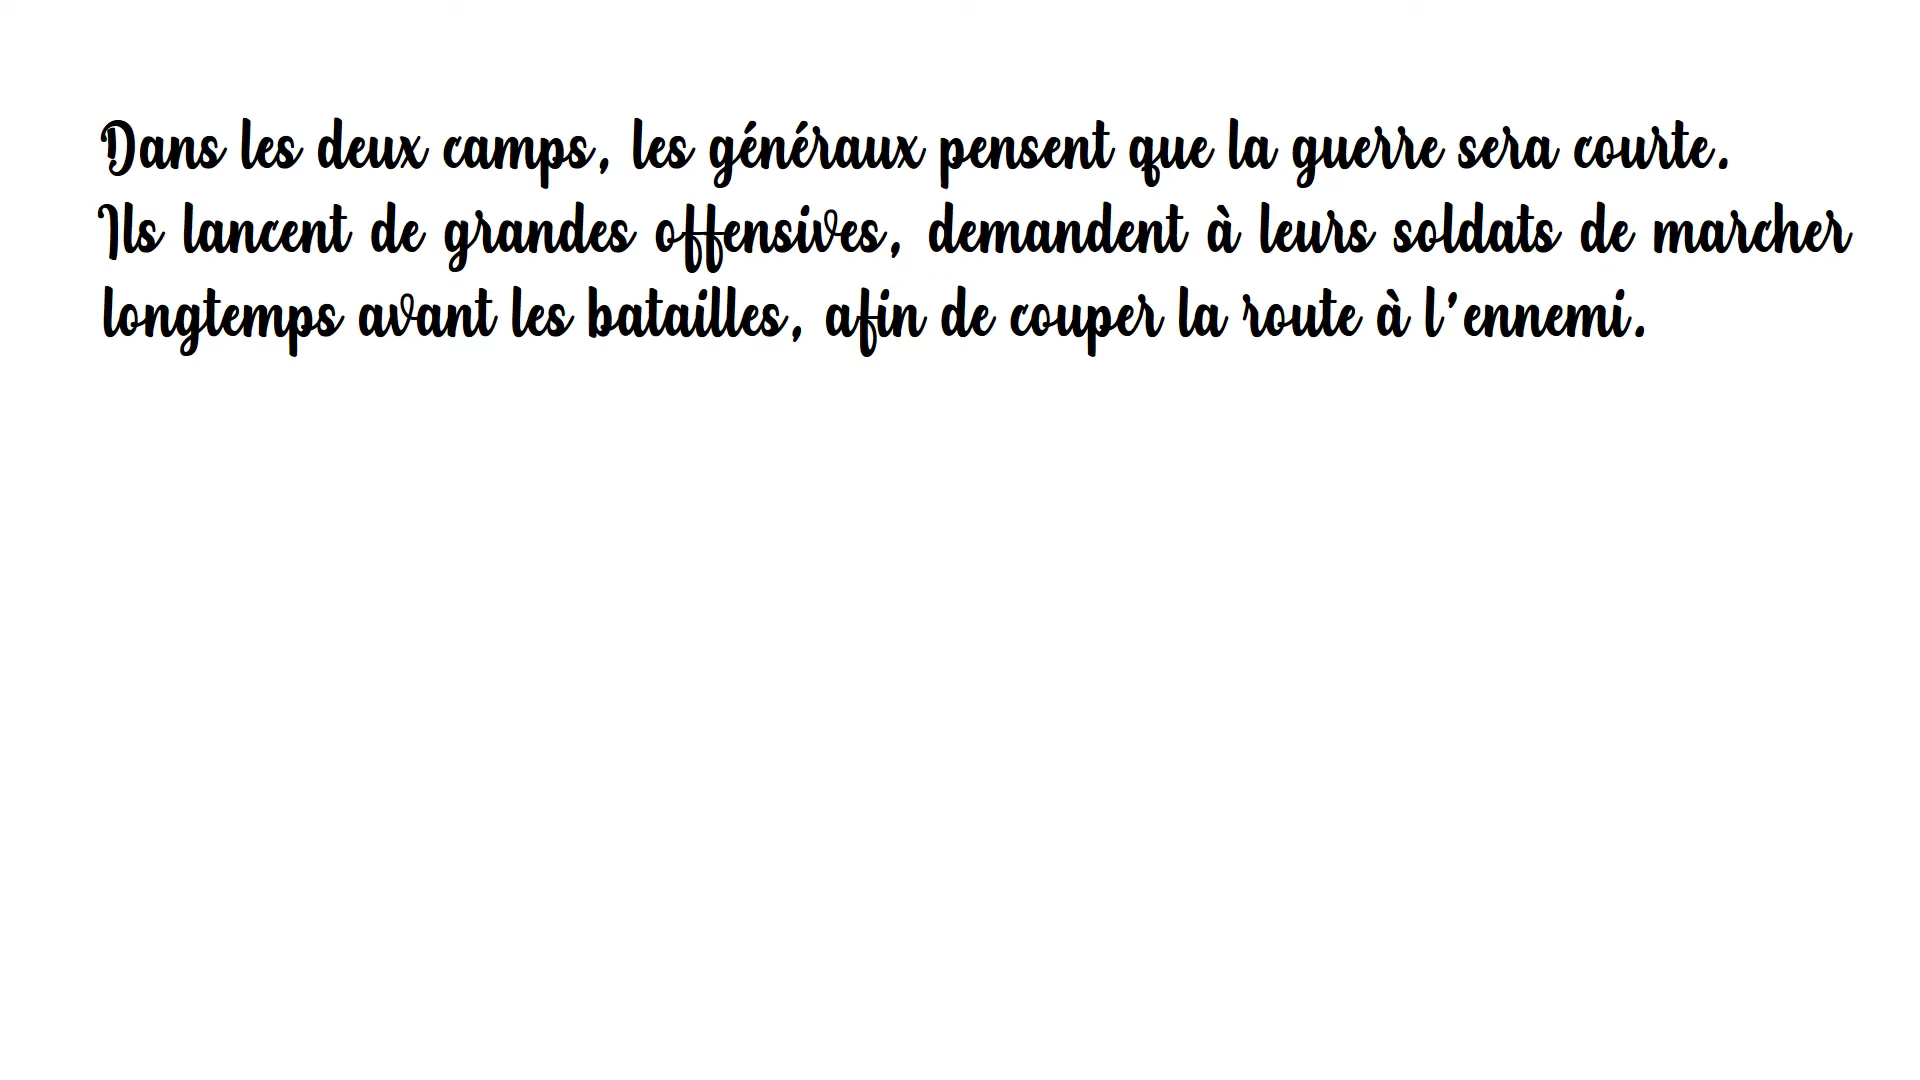 Dans les deux camps, les généraux pensent que la guerre sera courte.
Ils lancent de grandes offensives, demandent à leurs soldats de marcher
longtemps avant les batailles, afin de couper la route à l'ennemi.